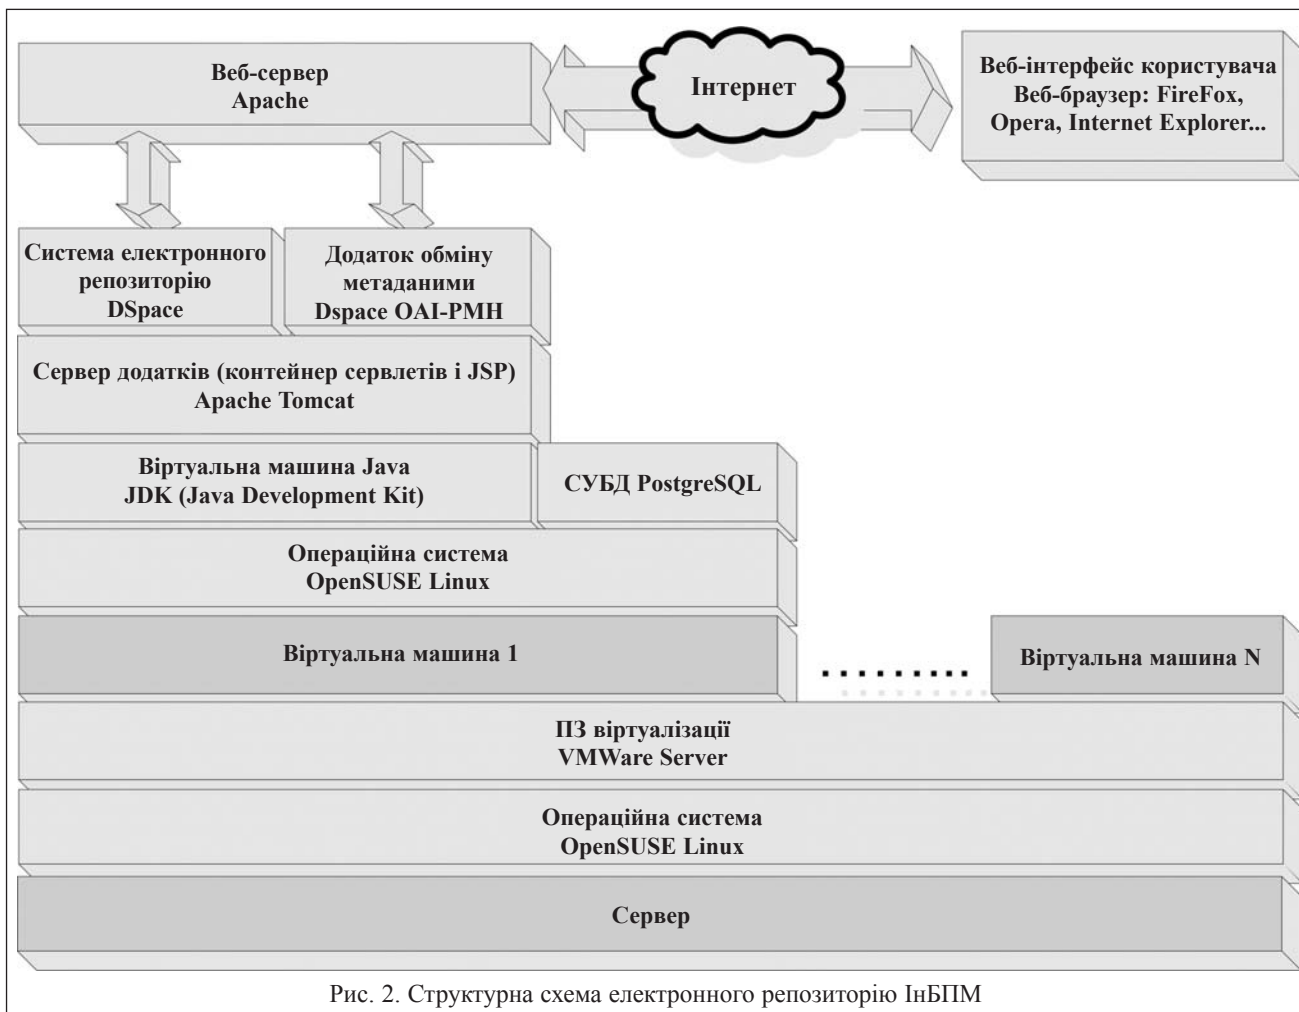 Веб-сервер
Apache
Інтернет
Веб-інтерфейс користувача
Веб-браузер: FireFox,
Opera, Internet Explorer...
Система електронного
репозиторію
DSpace
Додаток обміну
метаданими
Dspace OAI-PMH
Сервер додатків (контейнер сервлетів і JSP)
Apache Tomcat
Віртуальна машина Java
JDK (Java Development Kit)
СУБД PostgreSQL
Операційна система
OpenSUSE Linux
Віртуальна машина 1
Віртуальна машина N
ПЗ віртуалізації
VMWare Server
Операційна система
OpenSUSE Linux
Сервер
Рис. 2. Структурна схема електронного репозиторію ІнБПМ